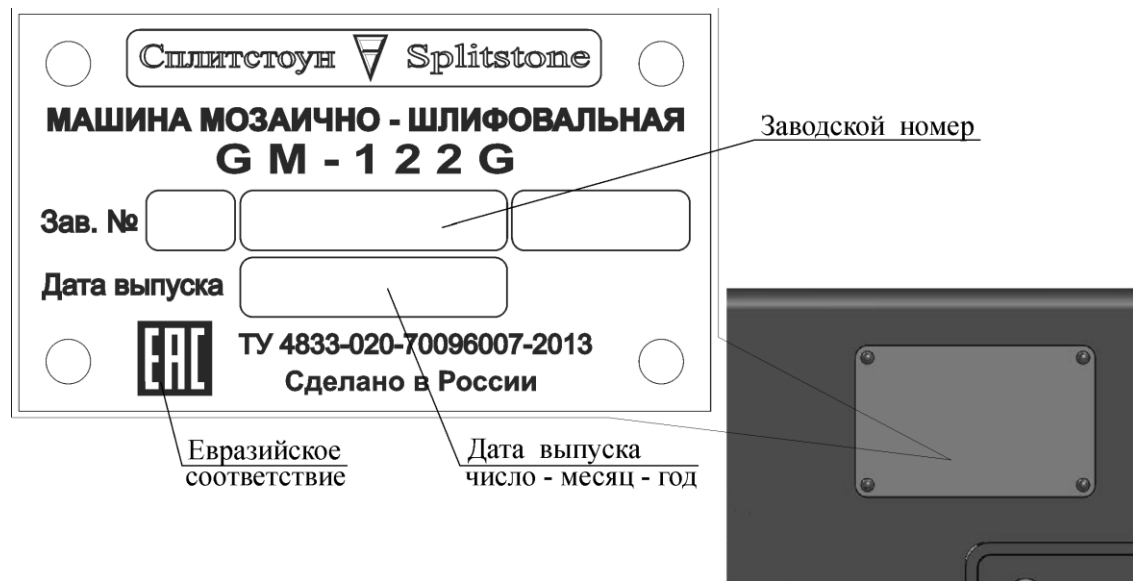 Сплитстоун Splitstone
МАШИНА МОЗАИЧНО - ШЛИФОВАЛЬНАЯ
GM-122G
Заводской номер
Зав. №
Дата выпуска
ЕАС
ТУ 4833-020-70096007-2013
Сделано в России
Евразийское
соответствие
Дата выпуска
число - месяц - год